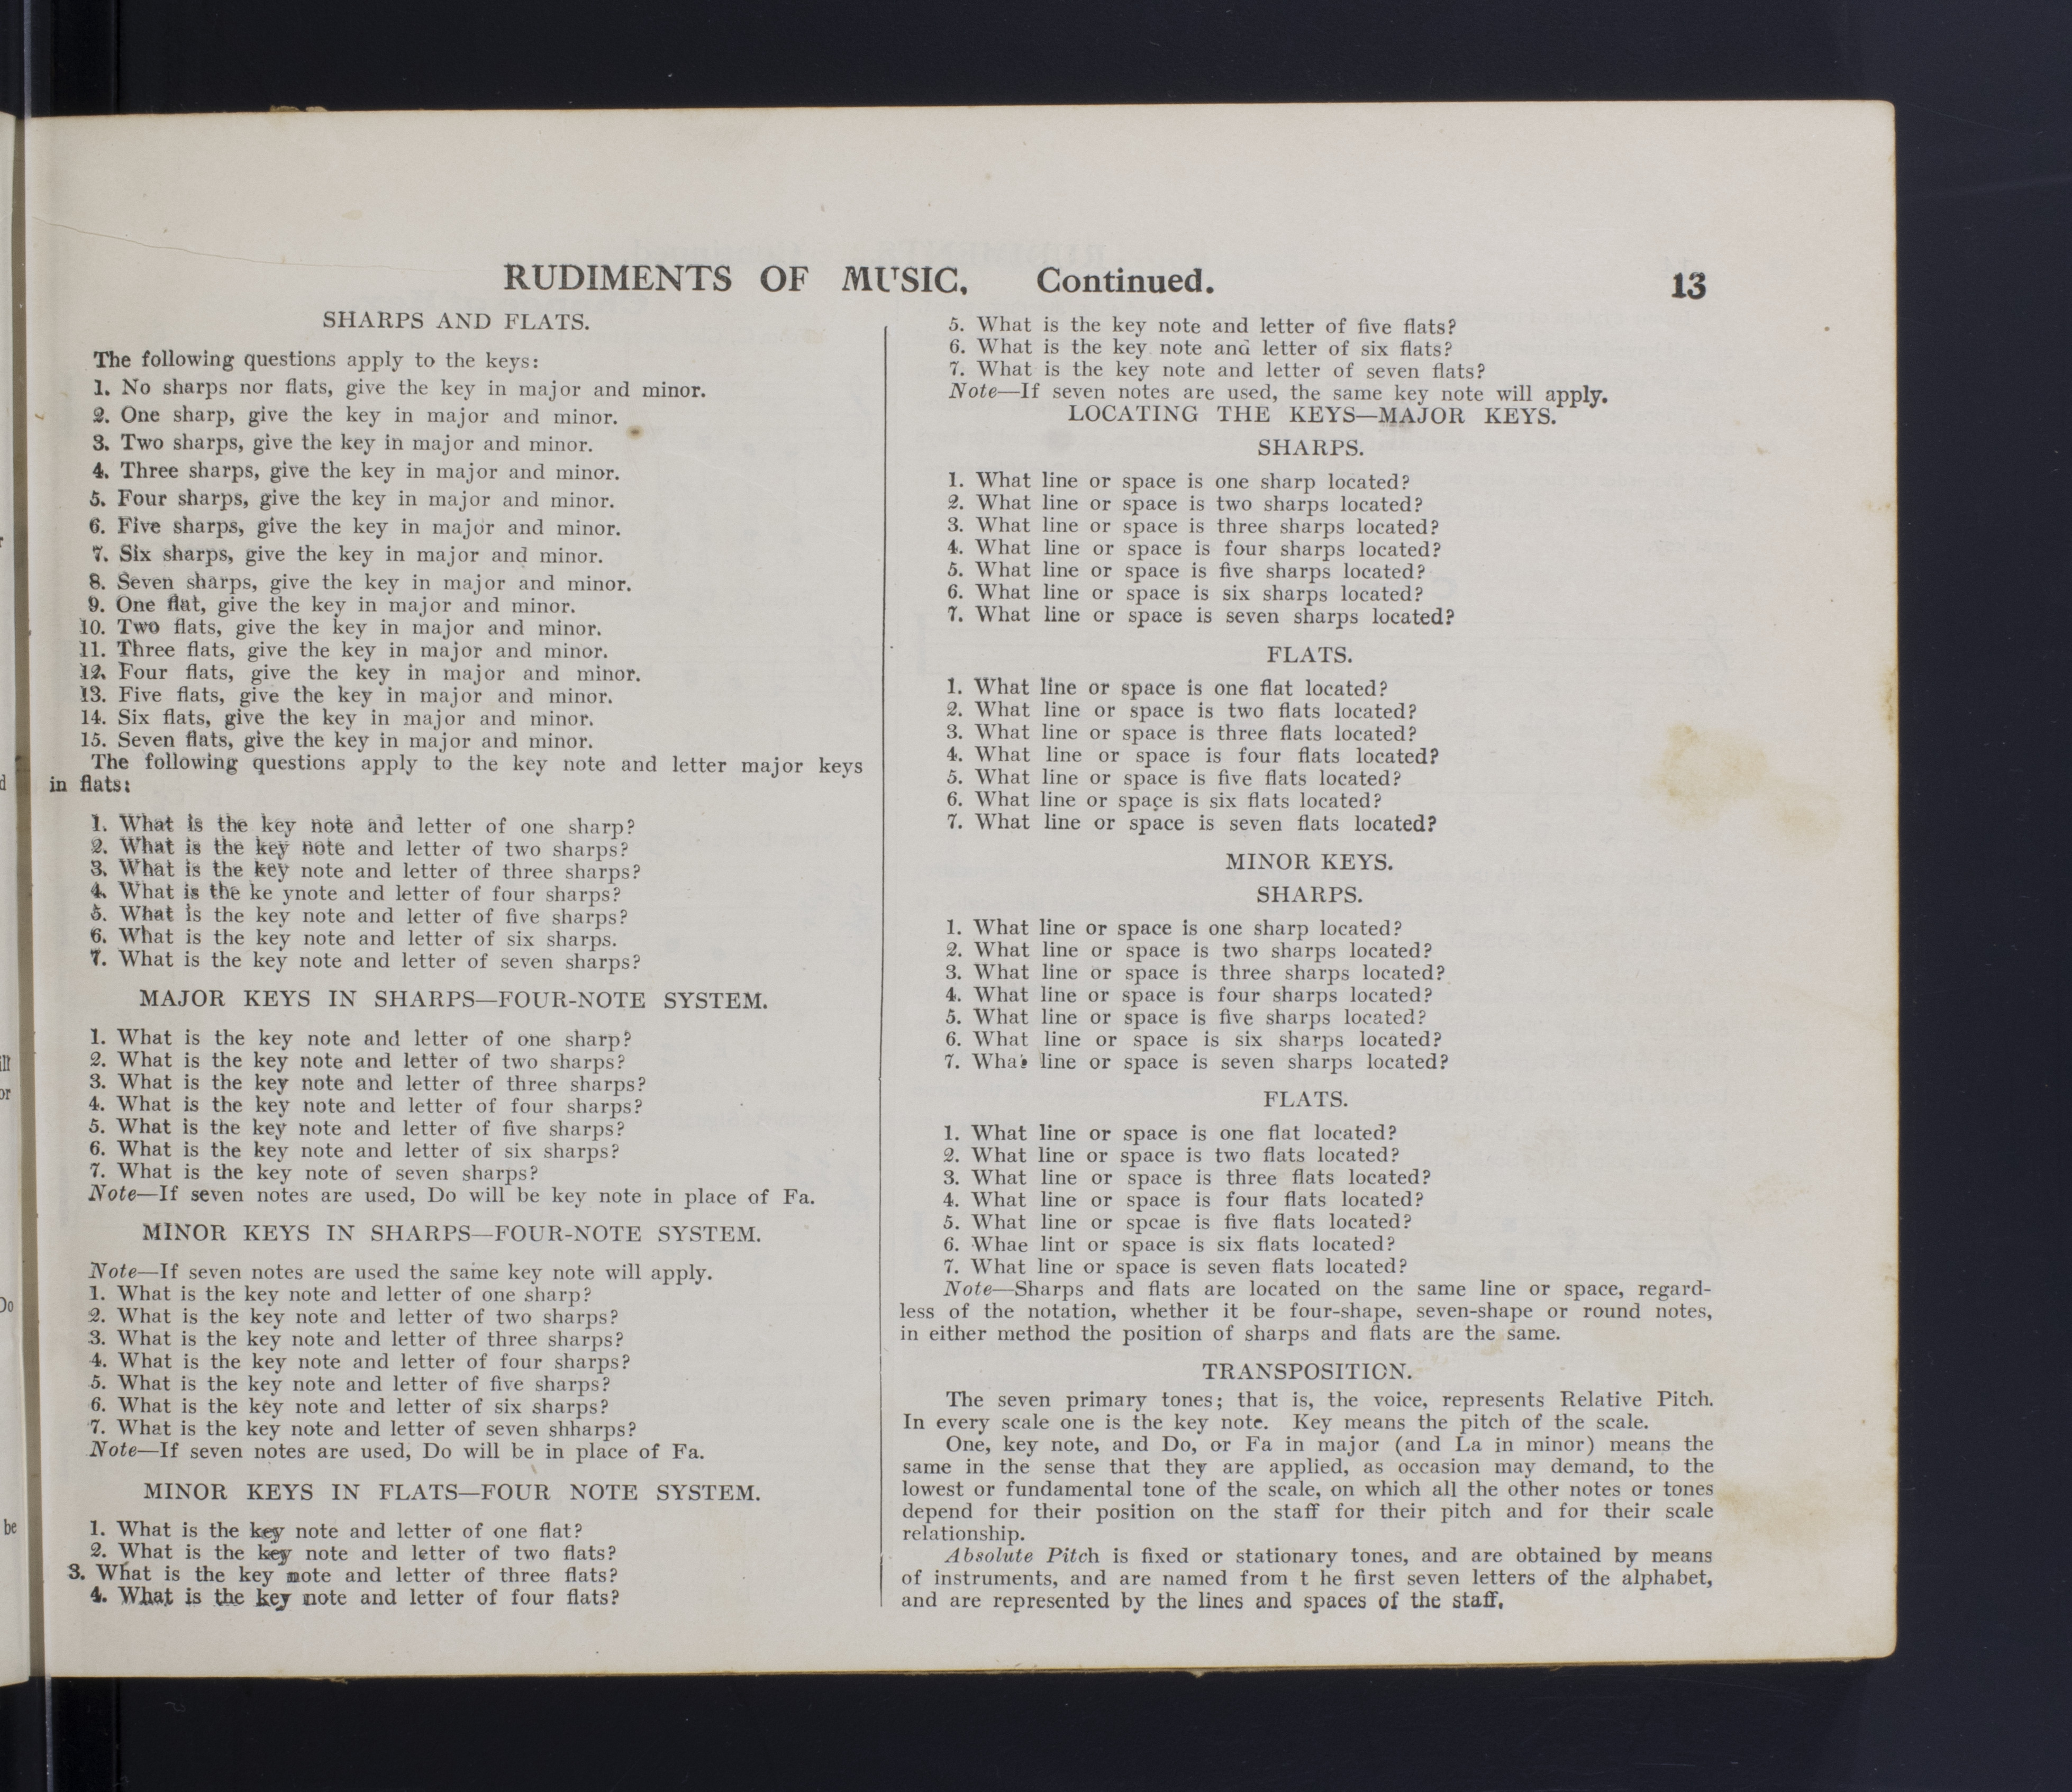 RUDIMENTS OF MUSIC, Continued. 13
SHARPS AND FLATS.
The following questions apply to the keys:
1. No sharps nor flats, give the key in major and minor.
2. One sharp, give the key in major and minor.
3. Two sharps, give the key in major and minor.
4. Three sharps, give the key in major and minor.
5. Four sharps, give the key in major and minor.
6. Five sharps, give the key in major and minor.
7. Six sharps, give the key in major and minor.
8. Seven sharps, give the key in major and minor.
9. One flat, give the key in major and minor.
10. Two flats, give the key in major and minor.
11. Three flats, give the key in major and minor.
12. Four flats, give the key in major and minor.
13. Five flats, give the key in major and minor.
14. Six flats, give the key in major and minor.
15. Seven flats, give the key in major and minor.
The following questions apply to the key note and letter major keys
in flats:
1. What is the key note and letter of one sharp?
2. What is the key note and letter of two sharps?
3. What is the key note and letter of three sharps?
4. What is the ke ynote and letter of four sharps?
5. What is the key note and letter of five sharps?
6. What is the key note and letter of six sharps.
7. What is the key note and letter of seven sharps?
MAJOR KEYS IN SHARPS—FOUR-NOTE SYSTEM.
1. What is the key note and letter of one sharp?
2. What is the key note and letter of two sharps?
3. What is the key note and letter of three sharps?
4. What is the key note and letter of four sharps?
5. What is the key note and letter of five sharps?
6. What is the key note and letter of six sharps?
7. What is the key note of seven sharps?
Note—If seven notes are used, Do will be key note in place of Fa.
MINOR KEYS IN SHARPS—FOUR-NOTE SYSTEM.
Note—If seven notes are used the same key note will apply.
1. What is the key note and letter of one sharp?
2. What is the key note and letter of two sharps?
3. What is the key note and letter of three sharps?
4. What is the key note and letter of four sharps?
5. What is the key note and letter of five sharps?
6. What is the key note and letter of six sharps?
7. What is the key note and letter of seven shharps?
Note—If seven notes are used, Do will be in place of Fa.
MINOR KEYS IN FLATS—FOUR NOTE SYSTEM.
1. What is the key note and letter of one flat?
2. What is the key note and letter of two flats?
3. What is the key note and letter of three flats?
4. What is the key note and letter of four flats?
5. What is the key note and letter of five flats?
6. What is the key note and letter of six flats?
7. What is the key note and letter of seven flats?
Note—If seven notes are used, the same key note will apply.
LOCATING THE KEYS—MAJOR KEYS.
SHARPS.
1. What line or space is one sharp located?
2. What line or space is two sharps located?
3. What line or space is three sharps located?
4. What line or space is four sharps located?
5. What line or space is five sharps located?
6. What line or space is six sharps located?
7. What line or space is seven sharps located?
FLATS.
1. What line or space is one flat located?
2. What line or space is two flats located?
3. What line or space is three flats located?
4. What line or space is four flats located?
5. What line or space is five flats located?
6. What line or space is six flats located?
7. What line or space is seven flats located?
MINOR KEYS.
SHARPS.
1. What line or space is one sharp located?
2. What line or space is two sharps located?
3. What line or space is three sharps located?
4. What line or space is four sharps located?
5. What line or space is five sharps located?
6. What line or space is six sharps located?
7. What line or space is seven sharps located?
FLATS.
1. What line or space is one flat located?
2. What line or space is two flats located?
3. What line or space is three flats located?
4. What line or space is four flats located?
5. What line or spcae is five flats located?
6. Whae lint or space is six flats located?
7. What line or space is seven flats located?
Note—Sharps and flats are located on the same line or space, regard-
less of the notation, whether it be four-shape, seven-shape or round notes,
in either method the position of sharps and flats are the same.
TRANSPOSITION.
The seven primary tones; that is, the voice, represents Relative Pitch.
In every scale one is the key note. Key means the pitch of the scale.
One, key note, and Do, or Fa in major (and La in minor) means the
same in the sense that they are applied, as occasion may demand, to the
lowest or fundamental tone of the scale, on which all the other notes or tones
depend for their position on the staff for their pitch and for their scale
relationship.
Absolute Pitch is fixed or stationary tones, and are obtained by means
of instruments, and are named from t he first seven letters of the alphabet,
and are represented by the lines and spaces of the staff.